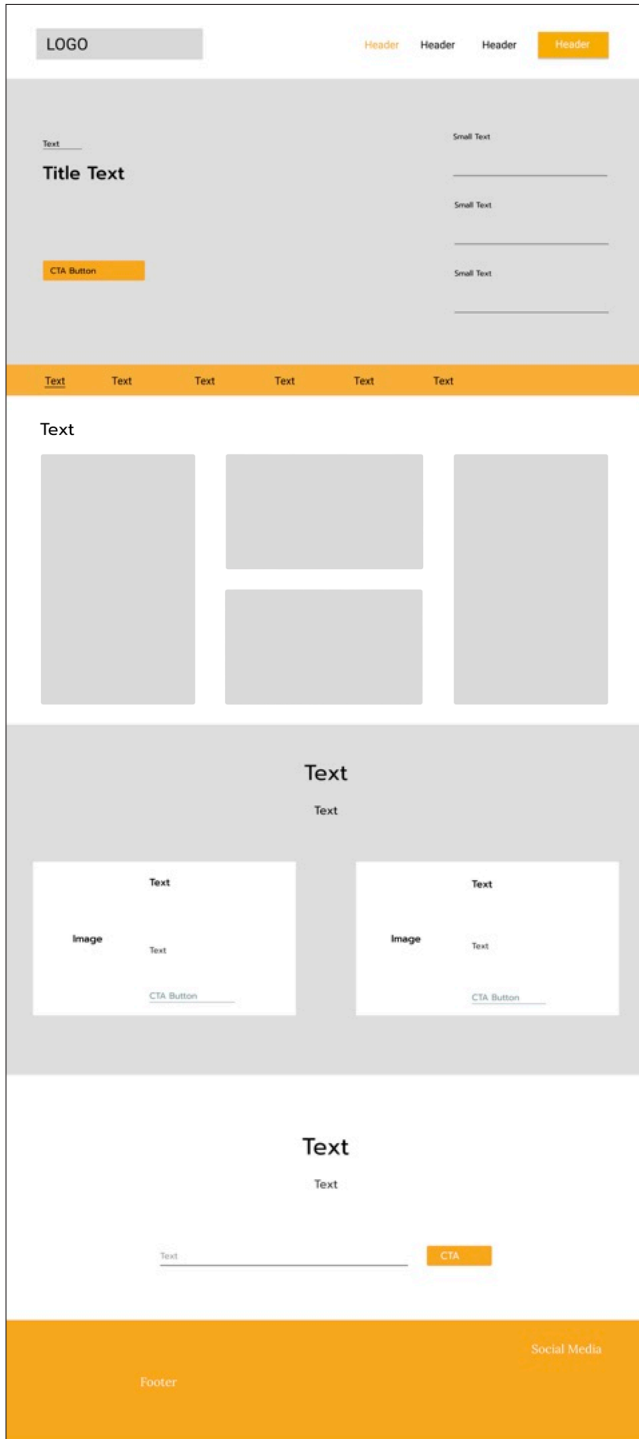 LOGO
Header Header Header Header
Text
Title Text
CTA Button
Small Text
Small Text
Small Text
Text Text Text Text Text Text
Text
Text
Text
Text
Image
Text
CTA Button
Text
Image
Text
CTA Button
Text
Text
Text
CTA
Social Media
Footer